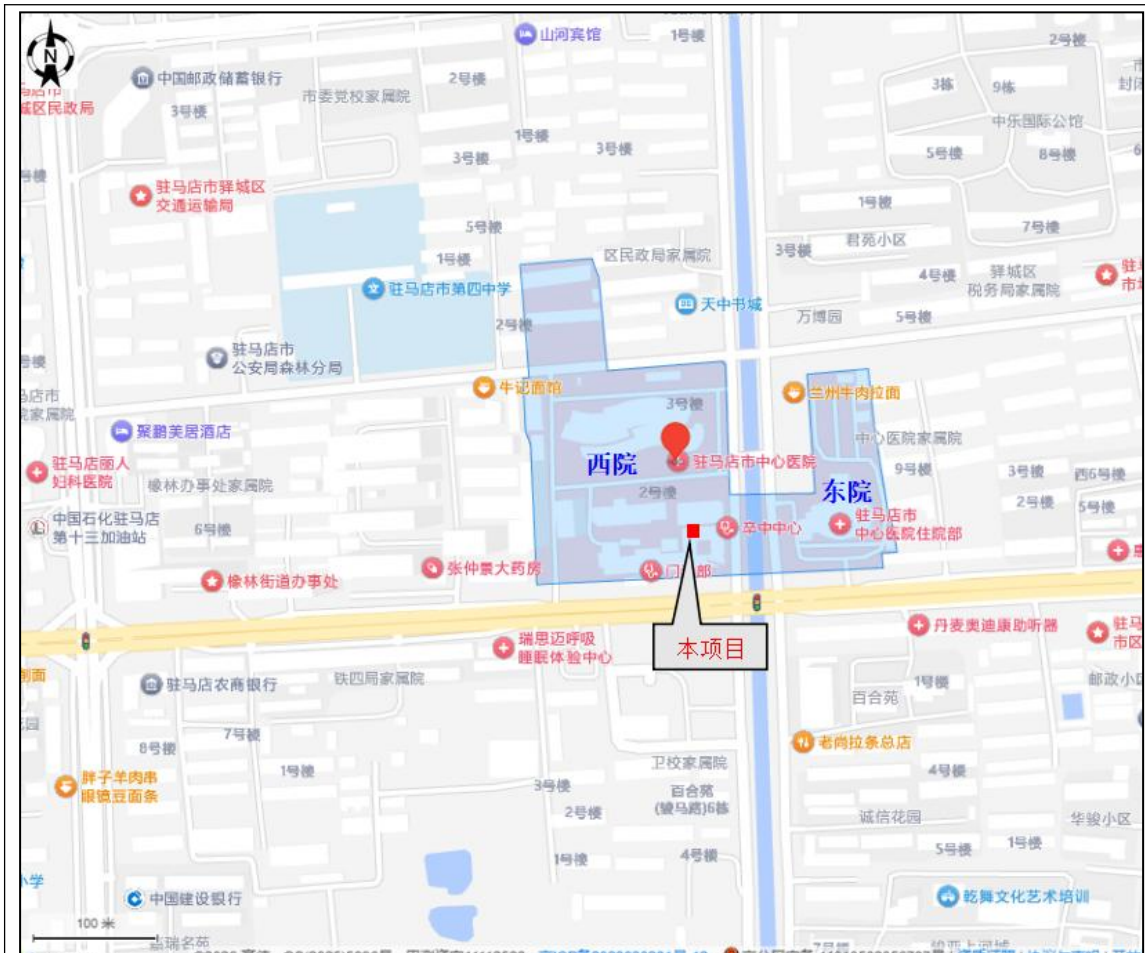 N
山河宾馆
1号楼
2号楼
中国邮政储蓄银行
2号楼
3栋
9栋
市委党校家属院
城区民政局
3号楼
中乐国际公馆
1号楼
3号楼
3号楼
5号楼
8号楼
驻马店市驿城区
交通运输局
1号楼
5号楼
7号楼
君苑小区
3号楼
区民政局家属院
1号楼
4号楼
驿城区
税务局家属院
驻马店市第四中学
天中书城
万博园
5号楼
2号楼
驻马店市
公安局森林分局
牛记面馆
兰州牛肉拉面
3号楼
聚鹏美居酒店
中心医院家属院
西院
驻马店市中心医院
驻马店丽人
妇科医院
9号楼
3号楼
西6号楼
橡林办事处家属院
2号楼
东院
2号楼
5号楼
中国石化驻马店
第十三加油站
6号楼
卒中中心
驻马店市
中心医院住院部
张仲景大药房
橡林街道办事处
丹麦奥迪康助听器
瑞思迈呼吸
睡眠体验中心
本项目
驻马店农商银行
铁四局家属院
1号楼
百合苑
7号楼
8号楼
老尚拉条总店
1号楼
卫校家属院
4号楼
胖子羊肉串
眼镜豆面条
3号楼
百合苑
(骏马路)6栋
2号楼
诚信花园
华骏小区
1号楼
4号楼
5号楼
1号楼
中国建设银行
乾舞文化艺术培训
100 米